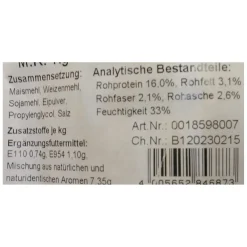 Zusammensetzung:
Maismehl, Weizenmehl,
Sojamehl, Eipulver,
Propylenglycol, Salz
Zusatzstoffe je kg
Ergänzungsfuttermittel:
E110 0,74g, E954 1,10g,
Mischung aus natürlichen und
naturidentischen Aromen 7,35g
Analytische Bestandteile:
Rohprotein 16,0%, Rohfett 3,1%
Rohfaser 2,1%, Rohasche 2,6%
Feuchtigkeit 33%
Art.Nr.: 0018598007
Ch.Nr.: B120230215